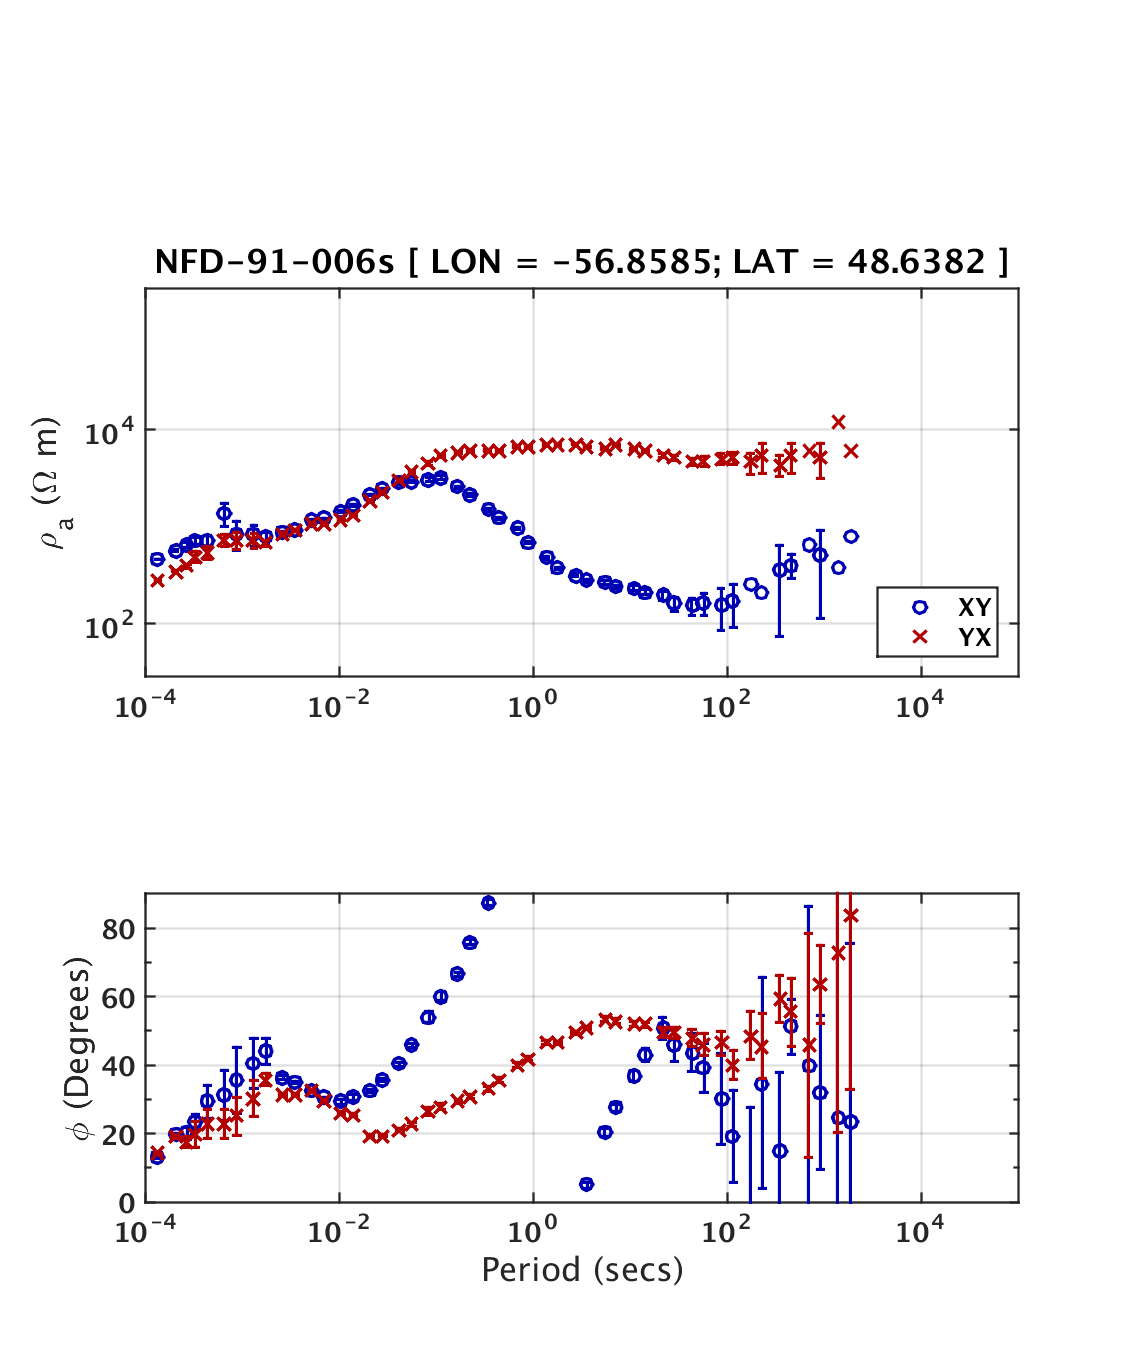 NFD-91-006s [ LON = -56.8585; LAT = 48.6382 ]
ρa (Ω m)
10^4
10^2
XY
YX
10^-4 10^-2 10^0 10^2 10^4
ϕ (Degrees)
80
60
40
20
0
10^-4 10^-2 10^0 10^2 10^4
Period (secs)